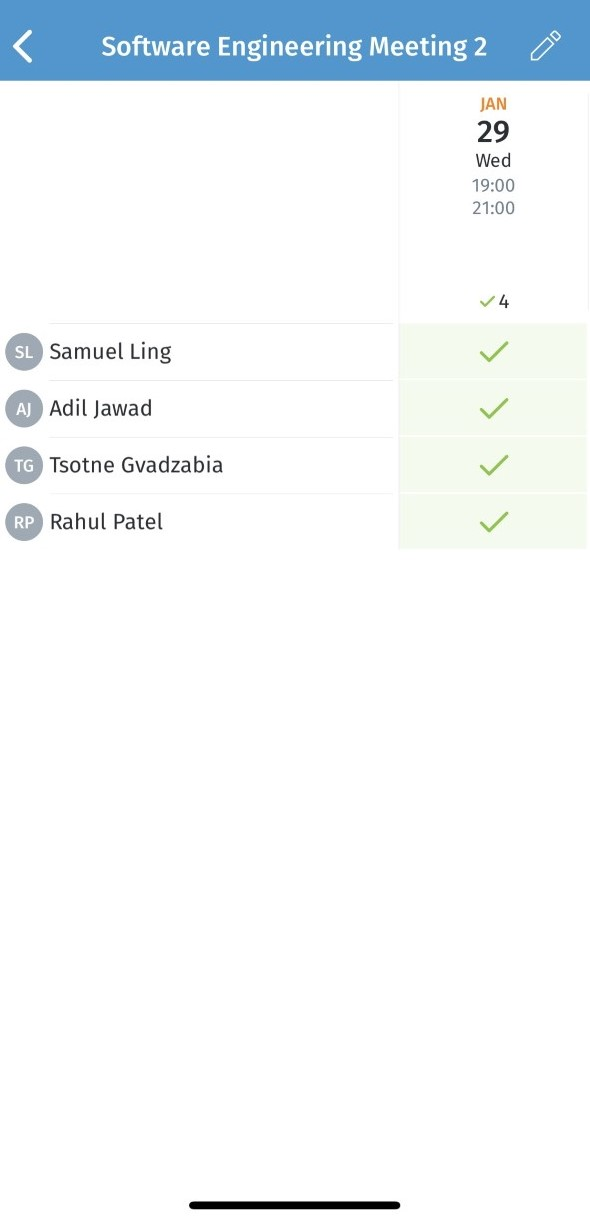 Software Engineering Meeting 2
JAN
29
Wed
19:00
21:00
4
SL Samuel Ling
AJ Adil Jawad
TG Tsotne Gvadzabia
RP Rahul Patel